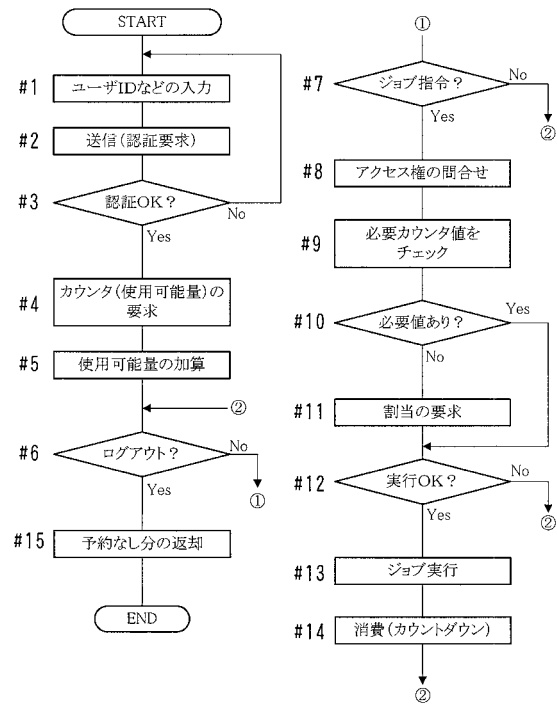 START
#1 ユーザIDなどの入力
#2 送信(認証要求)
#3 認証OK?
No
Yes
#4 カウンタ(使用可能量)の
要求
#5 使用可能量の加算
②
#6 ログアウト?
No
①
Yes
#15 予約なし分の返却
END
①
#7 ジョブ指令?
No
②
Yes
#8 アクセス権の問合せ
#9 必要カウンタ値を
チェック
#10 必要値あり?
Yes
No
#11 割当の要求
#12 実行OK?
No
②
Yes
#13 ジョブ実行
#14 消費(カウントダウン)
②